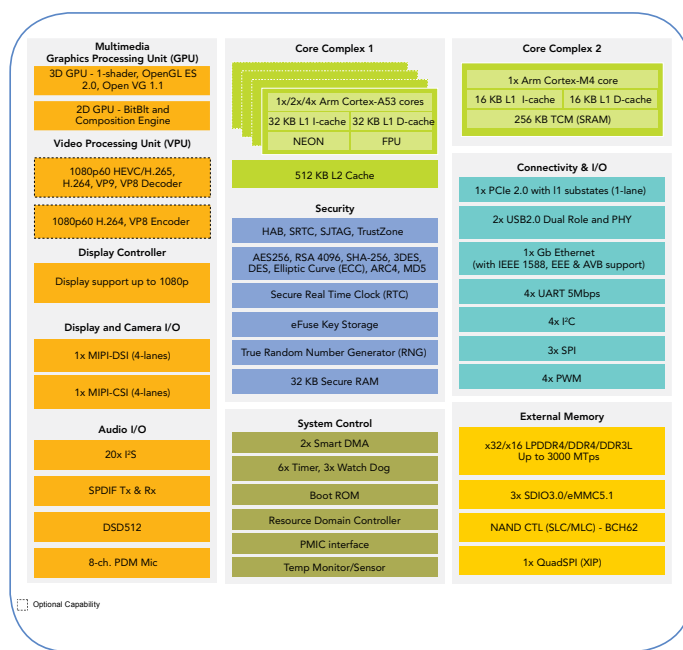 Multimedia
Graphics Processing Unit (GPU)
3D GPU - 1-shader, OpenGL ES
2.0, Open VG 1.1
2D GPU - BitBlt and
Composition Engine
Video Processing Unit (VPU)
1080p60 HEVC/H.265,
H.264, VP9, VP8 Decoder
1080p60 H.264, VP8 Encoder
Display Controller
Display support up to 1080p
Display and Camera I/O
1x MIPI-DSI (4-lanes)
1x MIPI-CSI (4-lanes)
Audio I/O
20x I²S
SPDIF Tx & Rx
DSD512
8-ch. PDM Mic
Core Complex 1
1x/2x/4x Arm Cortex-A53 cores
32 KB L1 I-cache
32 KB L1 D-cache
NEON
FPU
512 KB L2 Cache
Security
HAB, SRTC, SJTAG, TrustZone
AES256, RSA 4096, SHA-256, 3DES,
DES, Elliptic Curve (ECC), ARC4, MD5
Secure Real Time Clock (RTC)
eFuse Key Storage
True Random Number Generator (RNG)
32 KB Secure RAM
System Control
2x Smart DMA
6x Timer, 3x Watch Dog
Boot ROM
Resource Domain Controller
PMIC interface
Temp Monitor/Sensor
Core Complex 2
1x Arm Cortex-M4 core
16 KB L1 I-cache
16 KB L1 D-cache
256 KB TCM (SRAM)
Connectivity & I/O
1x PCIe 2.0 with l1 substates (1-lane)
2x USB2.0 Dual Role and PHY
1x Gb Ethernet
(with IEEE 1588, EEE & AVB support)
4x UART 5Mbps
4x I²C
3x SPI
4x PWM
External Memory
x32/x16 LPDDR4/DDR4/DDR3L
Up to 3000 MTps
3x SDIO3.0/eMMC5.1
NAND CTL (SLC/MLC) - BCH62
1x QuadSPI (XIP)
Optional Capability